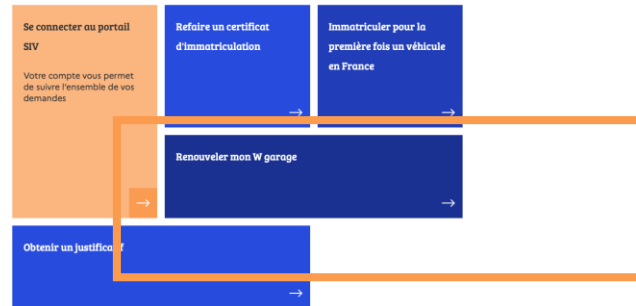 Se connecter au portail
SIV
Votre compte vous permet
de suivre l'ensemble de vos
demandes
Refaire un certificat
d'immatriculation
Immatriculer pour la
première fois un véhicule
en France
Renouveler mon W garage
Obtenir un justificatif